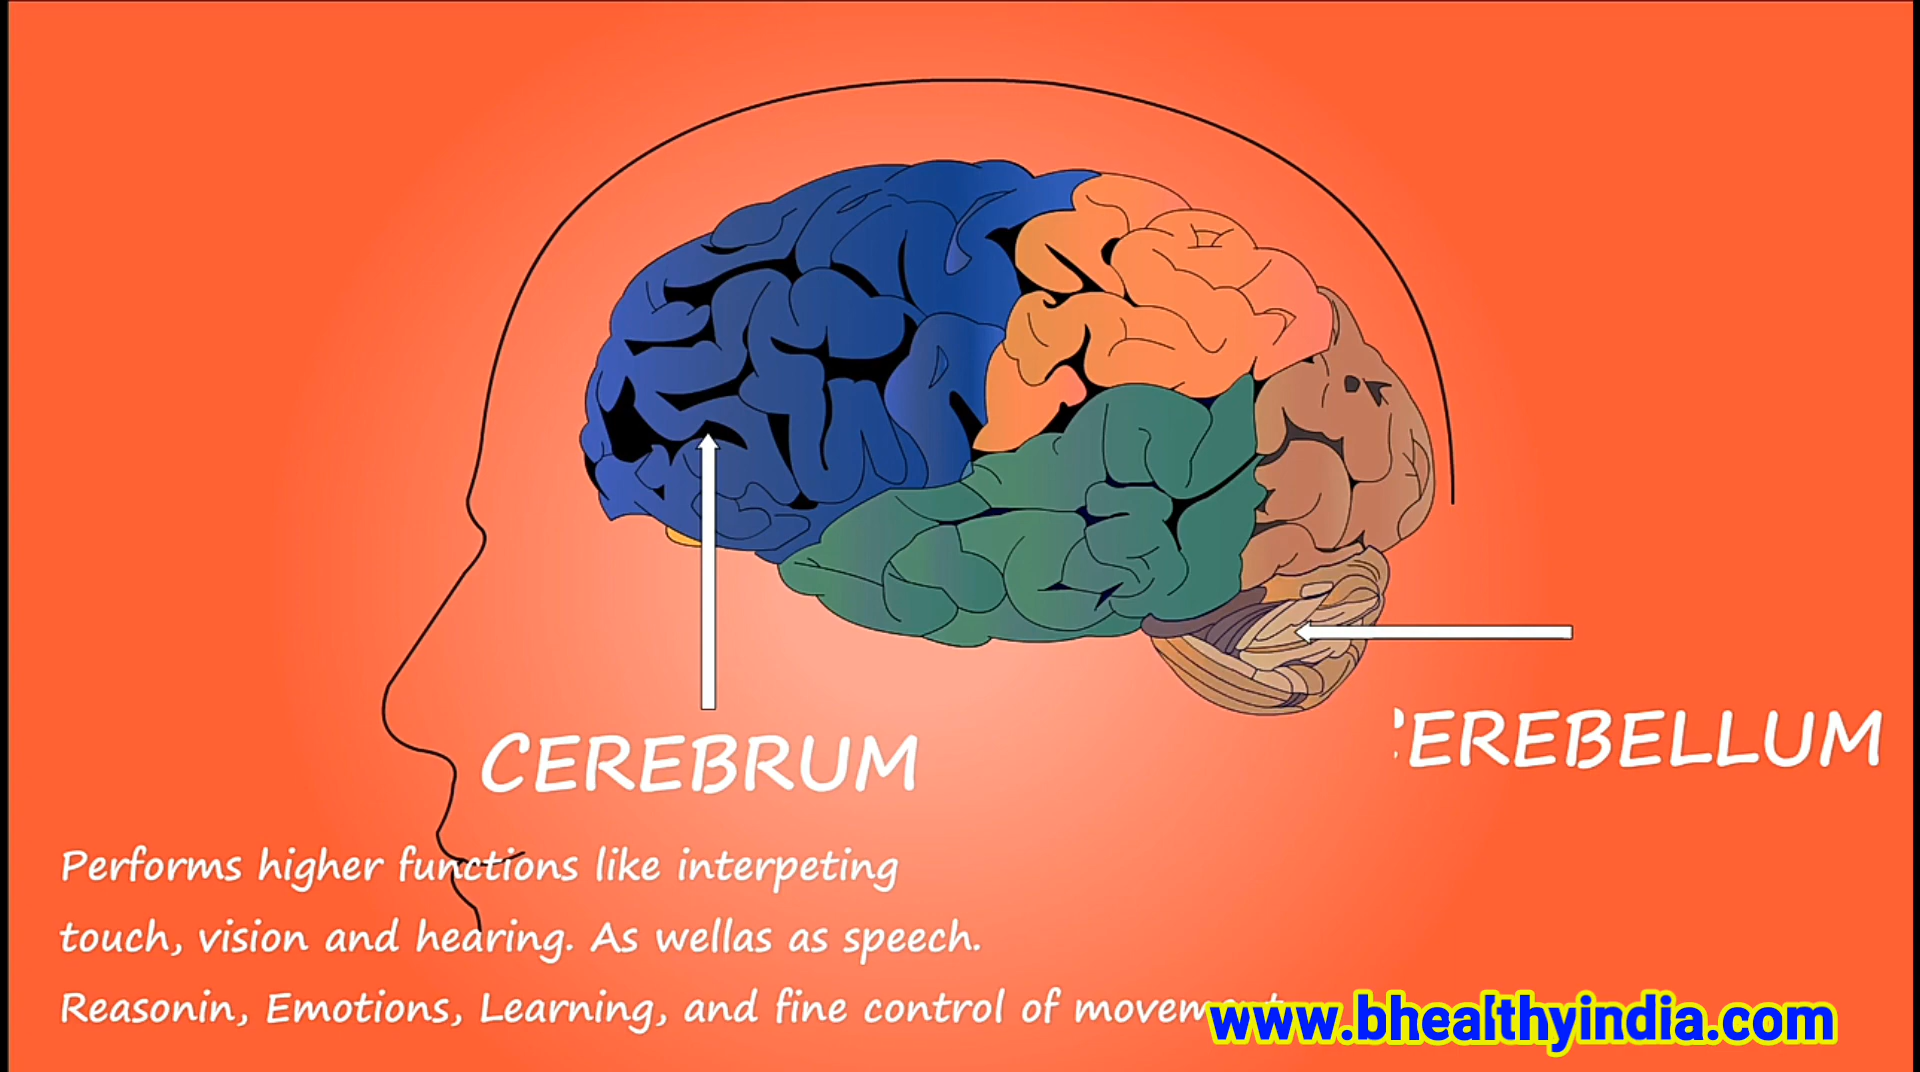 CEREBRUM
EREBELLUM
Performs higher functions like interpeting
touch, vision and hearing. As wellas as speech.
Reasonin, Emotions, Learning, and fine control of
www.bhealthyindia.com